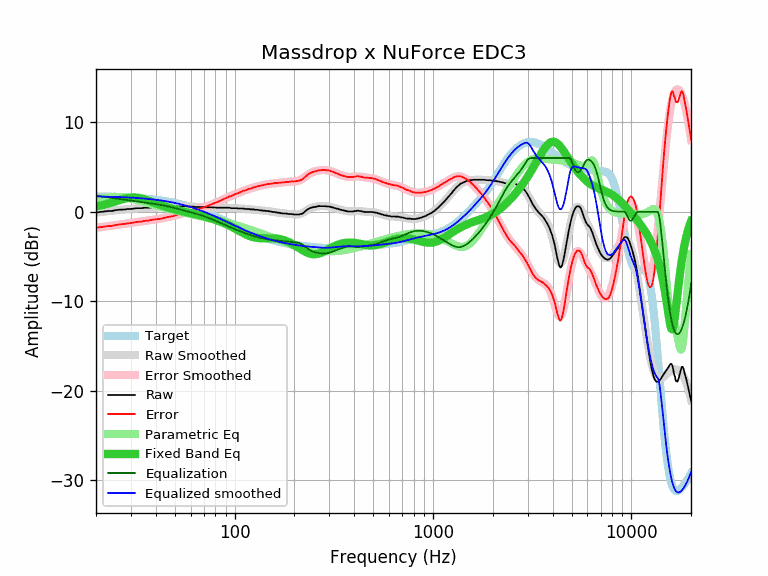 Massdrop x NuForce EDC3
Amplitude (dBr)
10
0
−10
−20
−30
Target
Raw Smoothed
Error Smoothed
Raw
Error
Parametric Eq
Fixed Band Eq
Equalization
Equalized smoothed
100 1000 10000
Frequency (Hz)